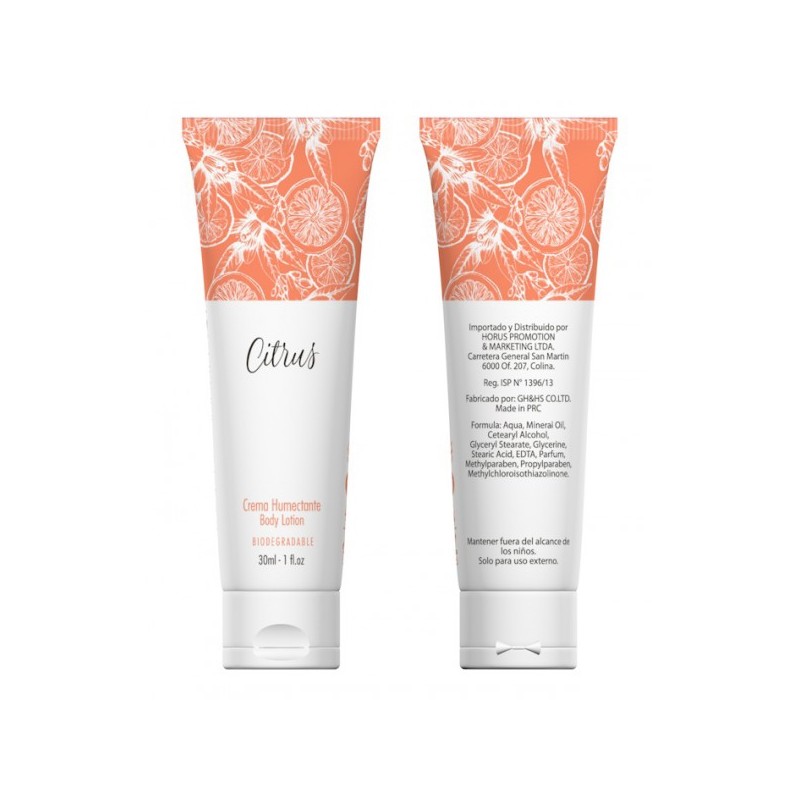 Citrus
Crema Humectante
Body Lotion
BIODEGRADABLE
30ml - 1 fl.oz
Importado y Distribuido por
HORUS PROMOTION
& MARKETING LTDA.
Carretera General San Martin
6000 Of. 207, Colina.
Reg. ISP N° 1396/13
Fabricado por: GH&HS CO.LTD.
Made in PRC
Formula: Aqua, Minerai Oil,
Cetearyl Alcohol,
Glyceryl Stearate, Glycerine,
Stearic Acid, EDTA, Parfum,
Methylparaben, Propylparaben,
Methylchloroisothiazolinone.
Mantener fuera del alcance de
los niños.
Solo para uso externo.